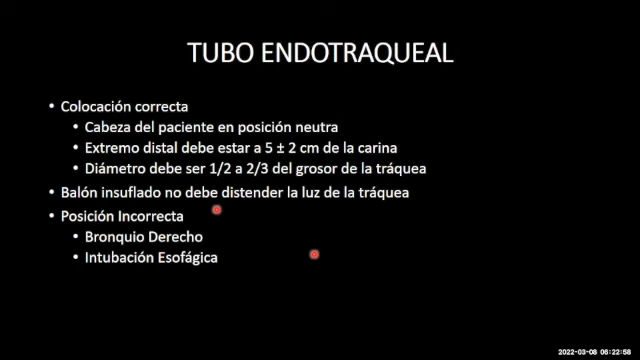 TUBO ENDOTRAQUEAL
• Colocación correcta
• Cabeza del paciente en posición neutra
• Extremo distal debe estar a 5 ± 2 cm de la carina
• Diámetro debe ser 1/2 a 2/3 del grosor de la tráquea
• Balón insuflado no debe distender la luz de la tráquea
• Posición Incorrecta
• Bronquio Derecho
• Intubación Esofágica
2022-03-08 06:22:58